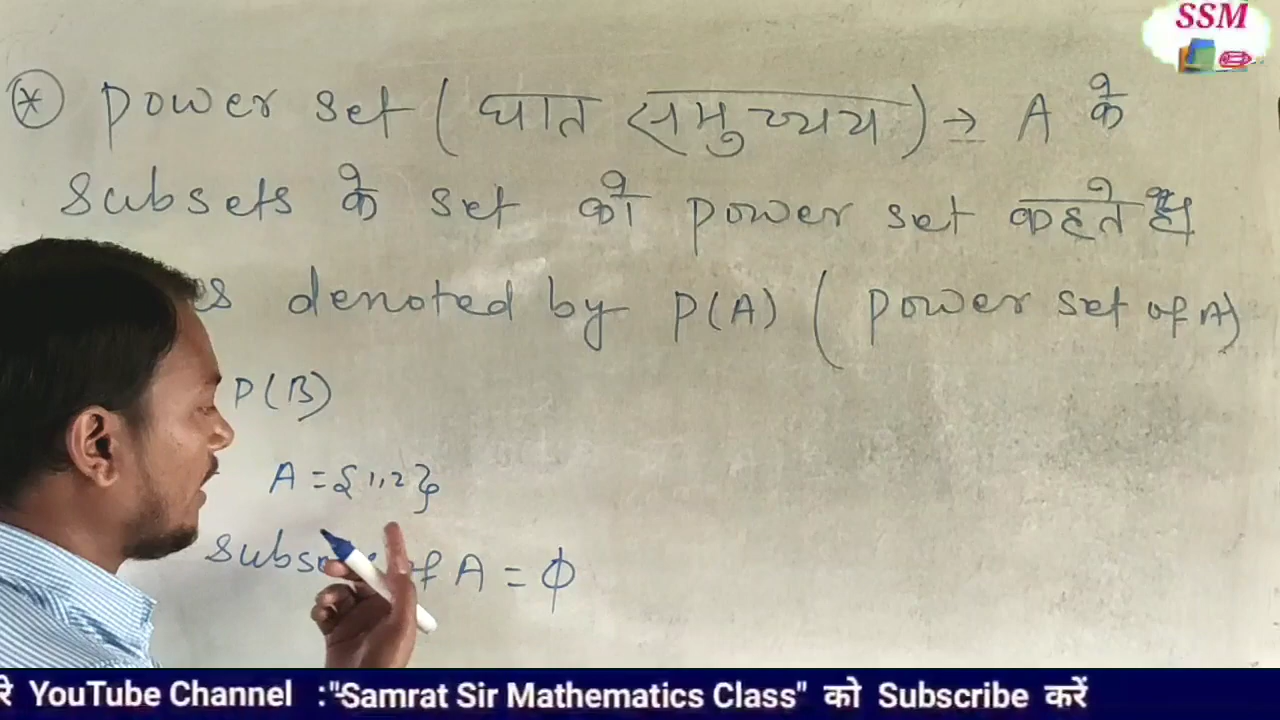 SSM
* power set ( घात समुच्चय ) → A के
subsets के set को power set कहते हैं।
denoted by P(A) ( power set of A)
P(B)
A = {1,2}
of A = ϕ
रे YouTube Channel :"-Samrat Sir Mathematics Class" को Subscribe करें